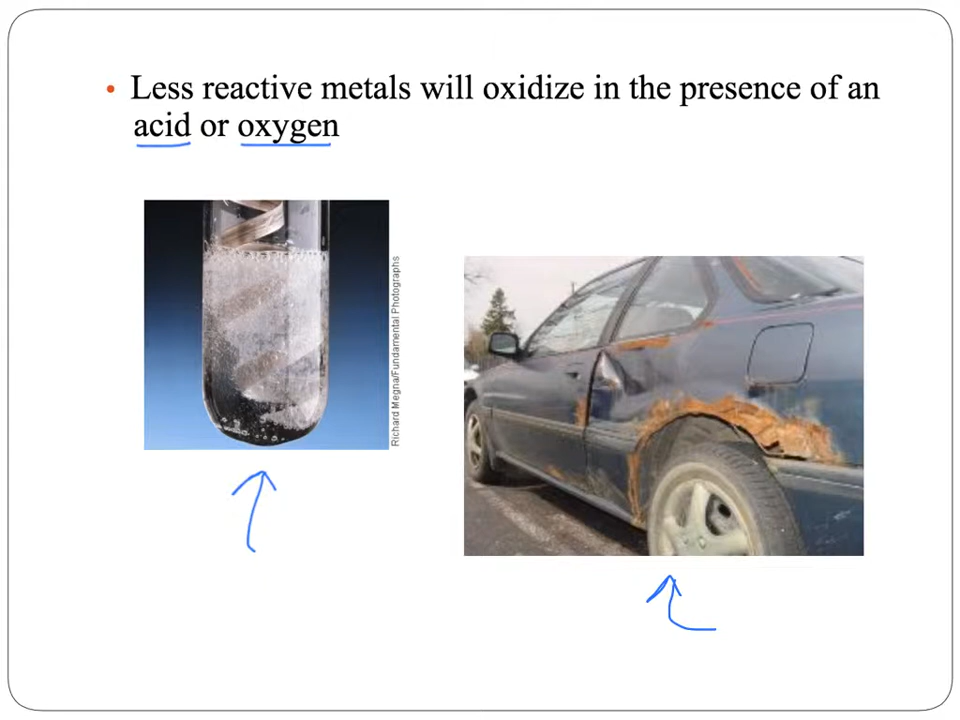 • Less reactive metals will oxidize in the presence of an
acid or oxygen
Richard Megna/Fundamental Photographs